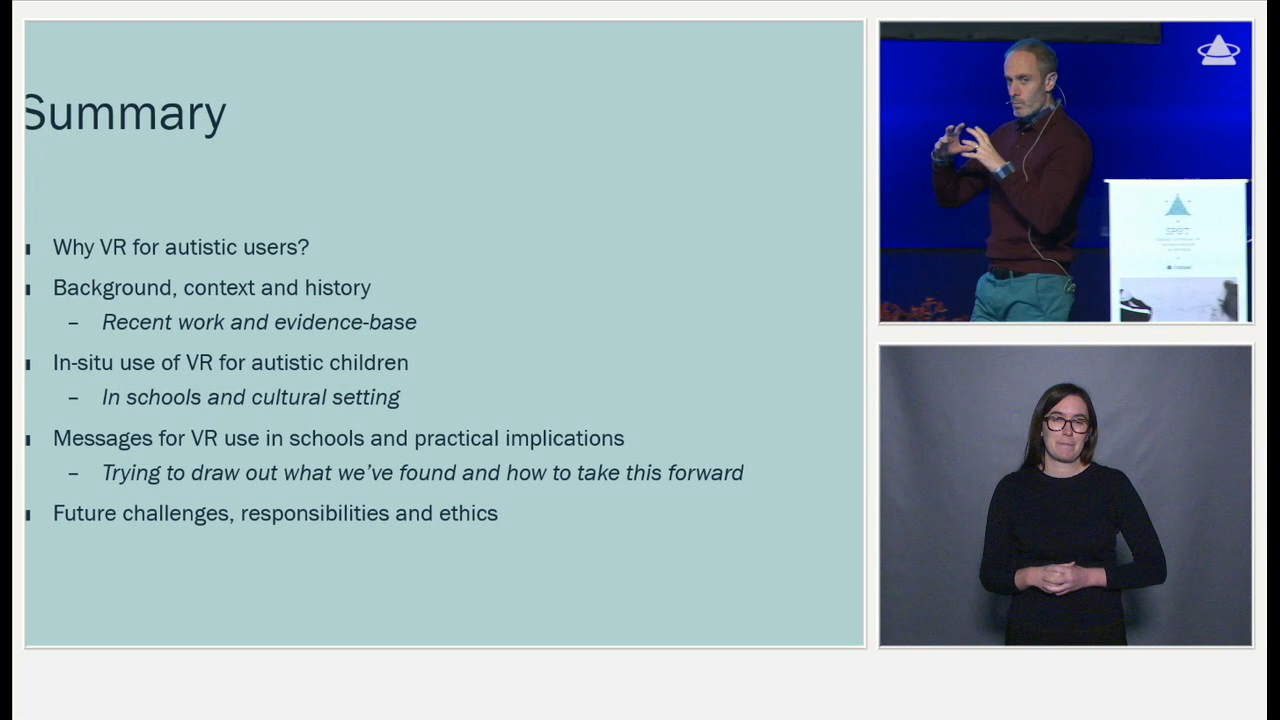 Summary
Why VR for autistic users?
Background, context and history
– Recent work and evidence-base
In-situ use of VR for autistic children
– In schools and cultural setting
Messages for VR use in schools and practical implications
– Trying to draw out what we’ve found and how to take this forward
Future challenges, responsibilities and ethics